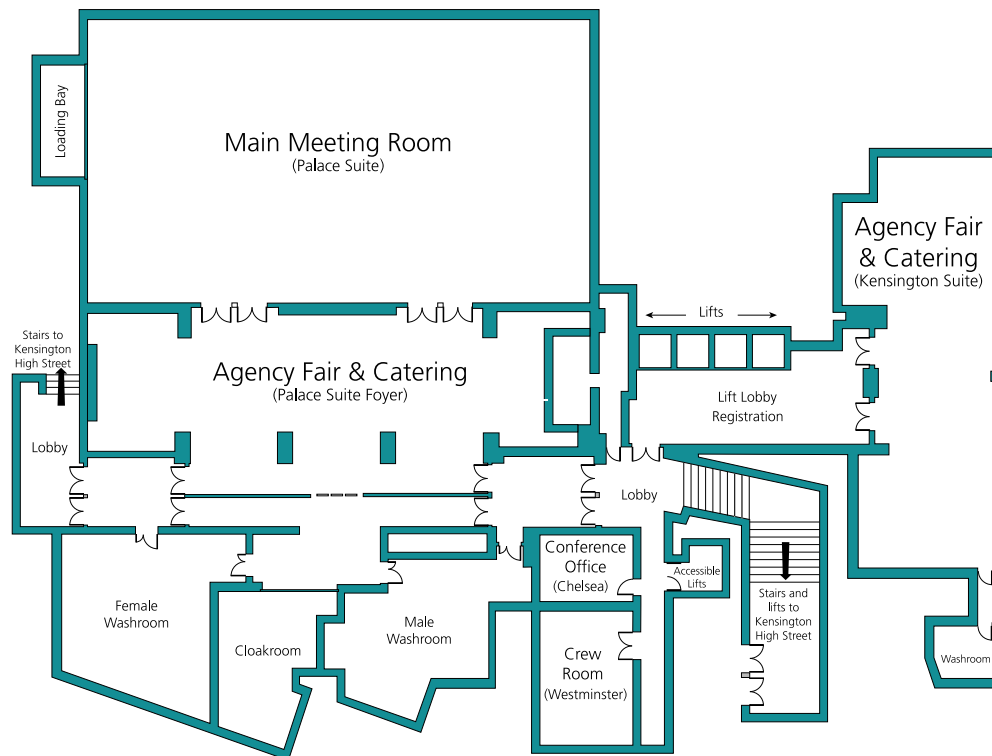 Loading Bay
Main Meeting Room
(Palace Suite)
Agency Fair
& Catering
(Kensington Suite)
Lifts
Stairs to
Kensington
High Street
Agency Fair & Catering
(Palace Suite Foyer)
Lift Lobby
Registration
Lobby
Lobby
Conference
Office
(Chelsea)
Accessible
Lifts
Stairs and
lifts to
Kensington
High Street
Female
Washroom
Cloakroom
Male
Washroom
Crew
Room
(Westminster)
Washroom